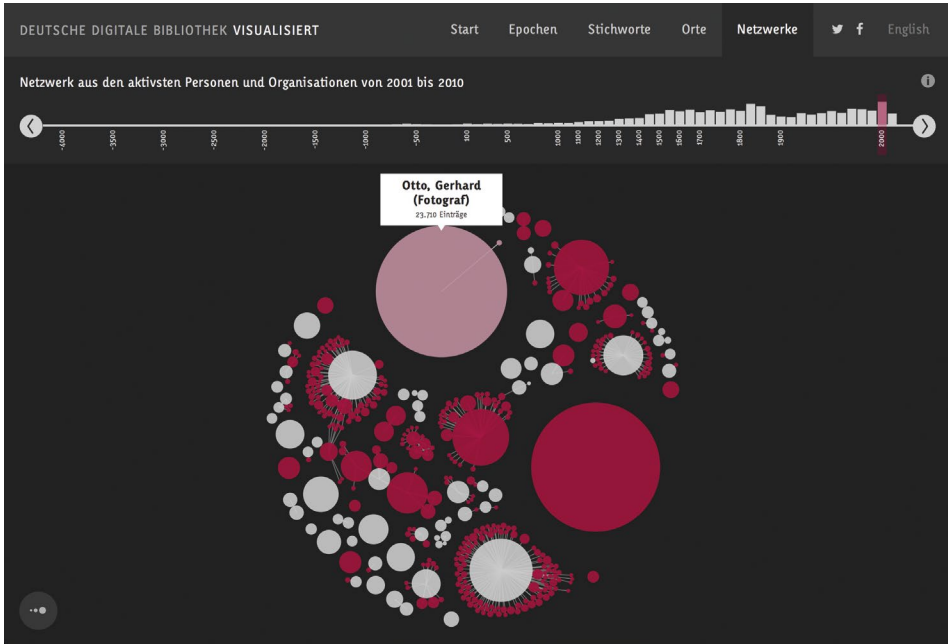 DEUTSCHE DIGITALE BIBLIOTHEK VISUALISIERT
Start Epochen Stichworte Orte Netzwerke English
Netzwerk aus den aktivsten Personen und Organisationen von 2001 bis 2010
-4000 -3500 -3000 -2500 -2000 -1500 -1000 -500 100 500 1000 1100 1200 1300 1400 1500 1600 1700 1800 1900 2000
Otto, Gerhard
(Fotograf)
23.710 Einträge